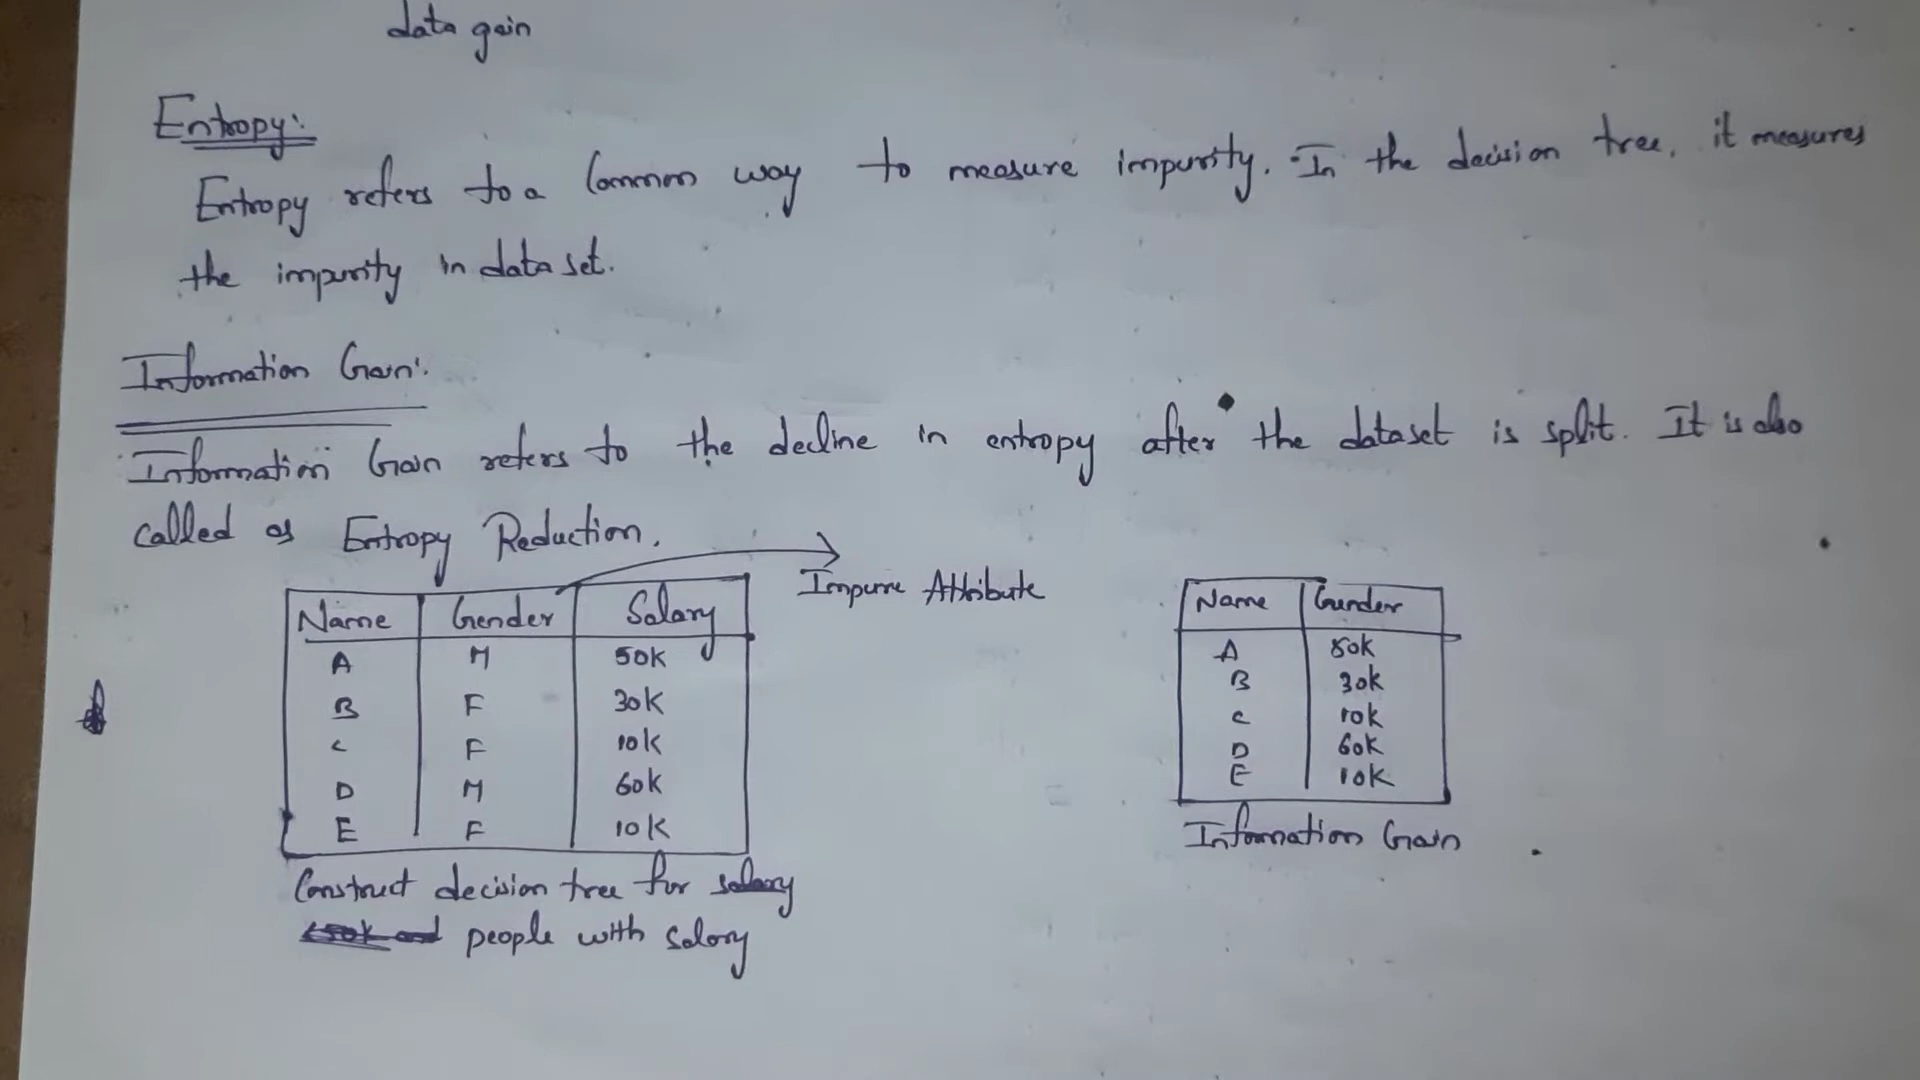 data gain
Entropy:
Entropy refers to a Common way to measure impurity. In the decision tree, it measures
the impurity in data set.
Information Gain:
Information Gain refers to the decline in entropy after the dataset is split. It is also
called as Entropy Reduction.
Impure Attribute
Name Gender Salary
A M 50K
B F 30K
C F 10K
D M 60K
E F 10K
Construct decision tree for salary
people with salary
Name Gender
A 50K
B 30K
C 10K
D 60K
E 10K
Information Gain